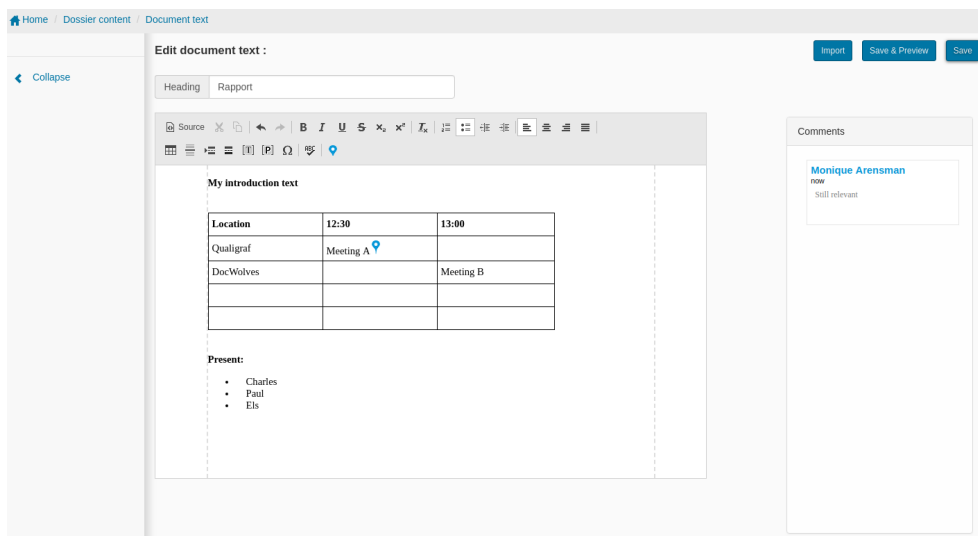 Home / Dossier content / Document text
Collapse
Edit document text :
Import Save & Preview Save
Heading Rapport
Source
B I U S x₂ x² Tx
[T] [P] Ω ABC
My introduction text
Location 12:30 13:00
Qualigraf Meeting A
DocWolves Meeting B
Present:
• Charles
• Paul
• Els
Comments
Monique Arensman
now
Still relevant